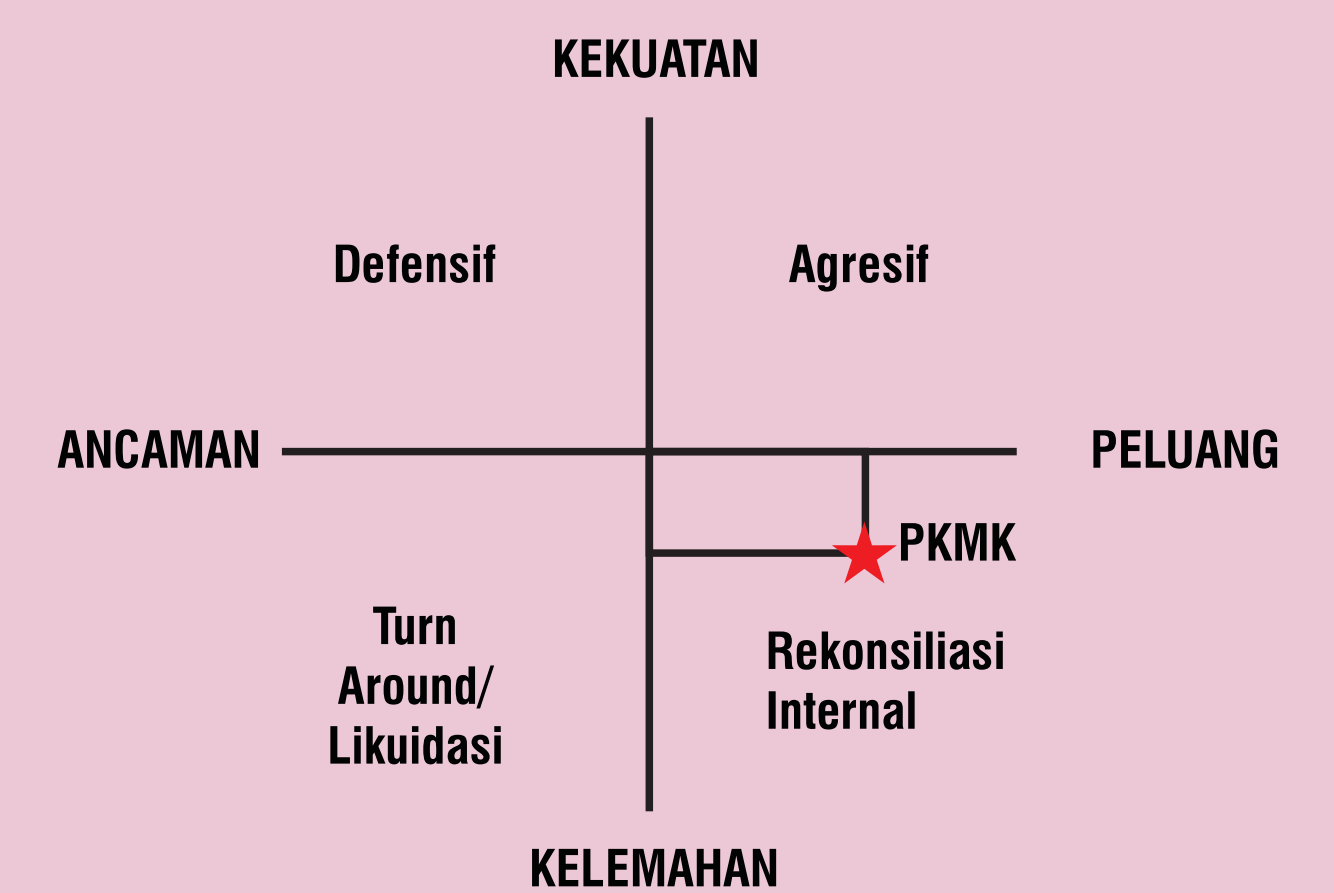 KEKUATAN
Defensif
Agresif
ANCAMAN
PELUANG
PKMK
Turn
Around/
Likuidasi
Rekonsiliasi
Internal
KELEMAHAN